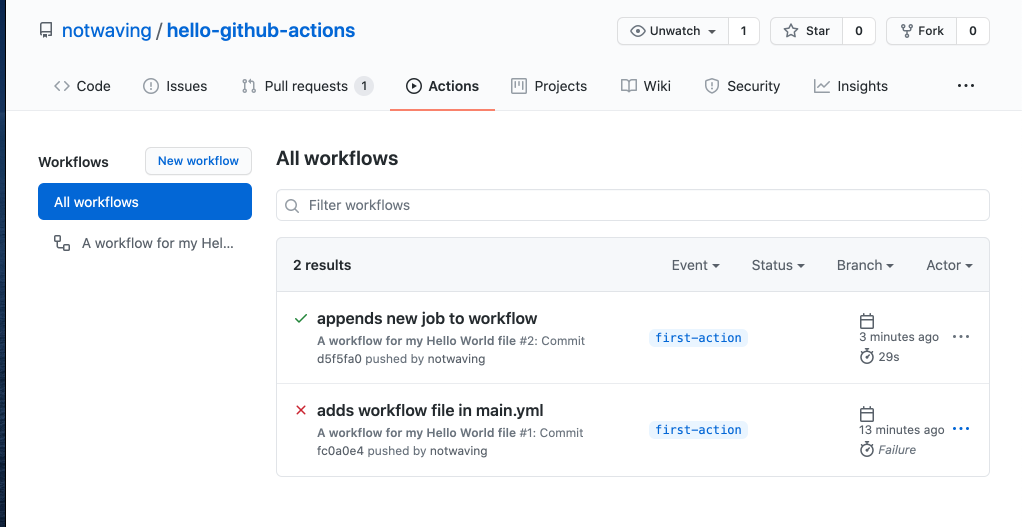 notwaving / hello-github-actions
Unwatch 1 Star 0 Fork 0
Code Issues Pull requests 1 Actions Projects Wiki Security Insights ...
Workflows
New workflow
All workflows
A workflow for my Hel...
All workflows
Filter workflows
2 results Event Status Branch Actor
appends new job to workflow
A workflow for my Hello World file #2: Commit
d5f5fa0 pushed by notwaving
first-action
3 minutes ago ...
29s
adds workflow file in main.yml
A workflow for my Hello World file #1: Commit
fc0a0e4 pushed by notwaving
first-action
13 minutes ago ...
Failure